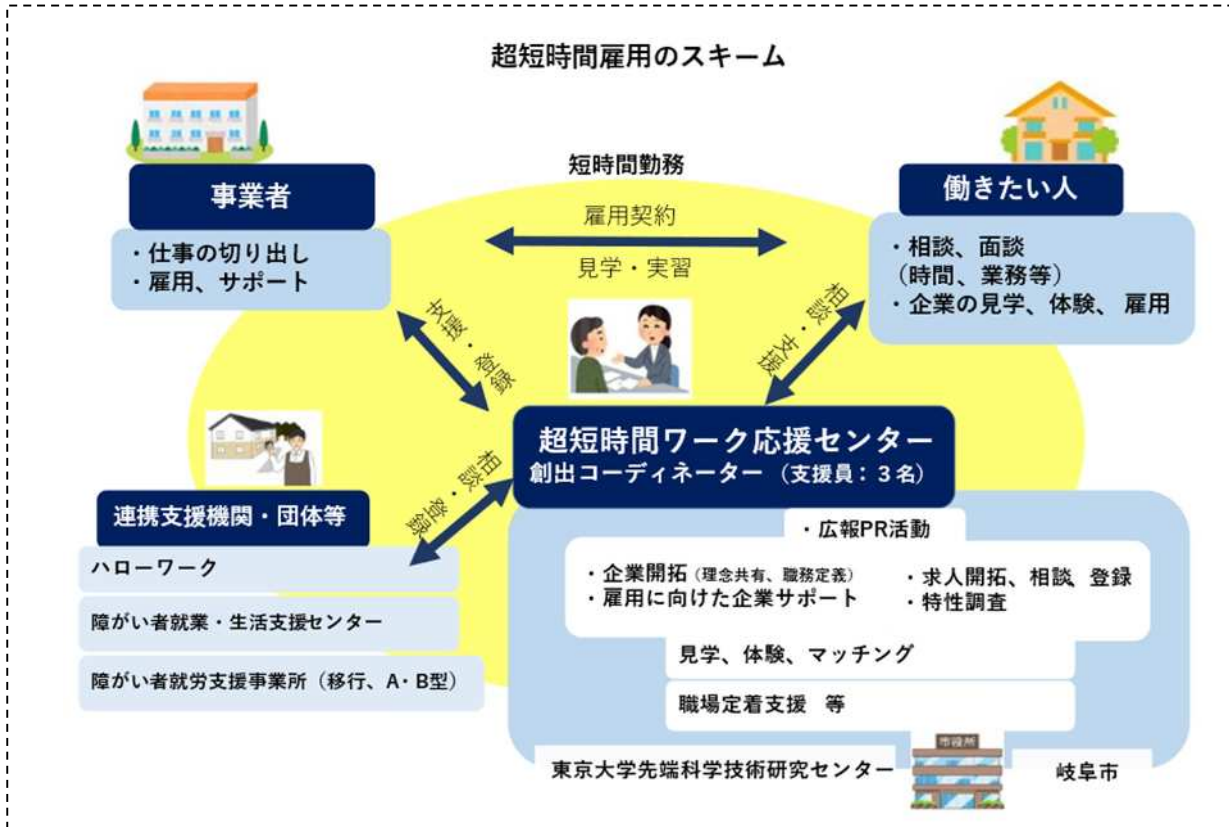 超短時間雇用のスキーム
事業者
・仕事の切り出し
・雇用、サポート
短時間勤務
雇用契約
見学・実習
働きたい人
・相談、面談
（時間、業務等）
・企業の見学、体験、 雇用
支援・登録
相談・支援
超短時間ワーク応援センター
創出コーディネーター （支援員：３名）
相談・登録
連携支援機関・団体等
ハローワーク
障がい者就業・生活支援センター
障がい者就労支援事業所（移行、A・B型）
・広報PR活動
・企業開拓（理念共有、職務定義）
・雇用に向けた企業サポート
・求人開拓、相談、登録
・特性調査
見学、体験、マッチング
職場定着支援 等
東京大学先端科学技術研究センター
市役所
岐阜市